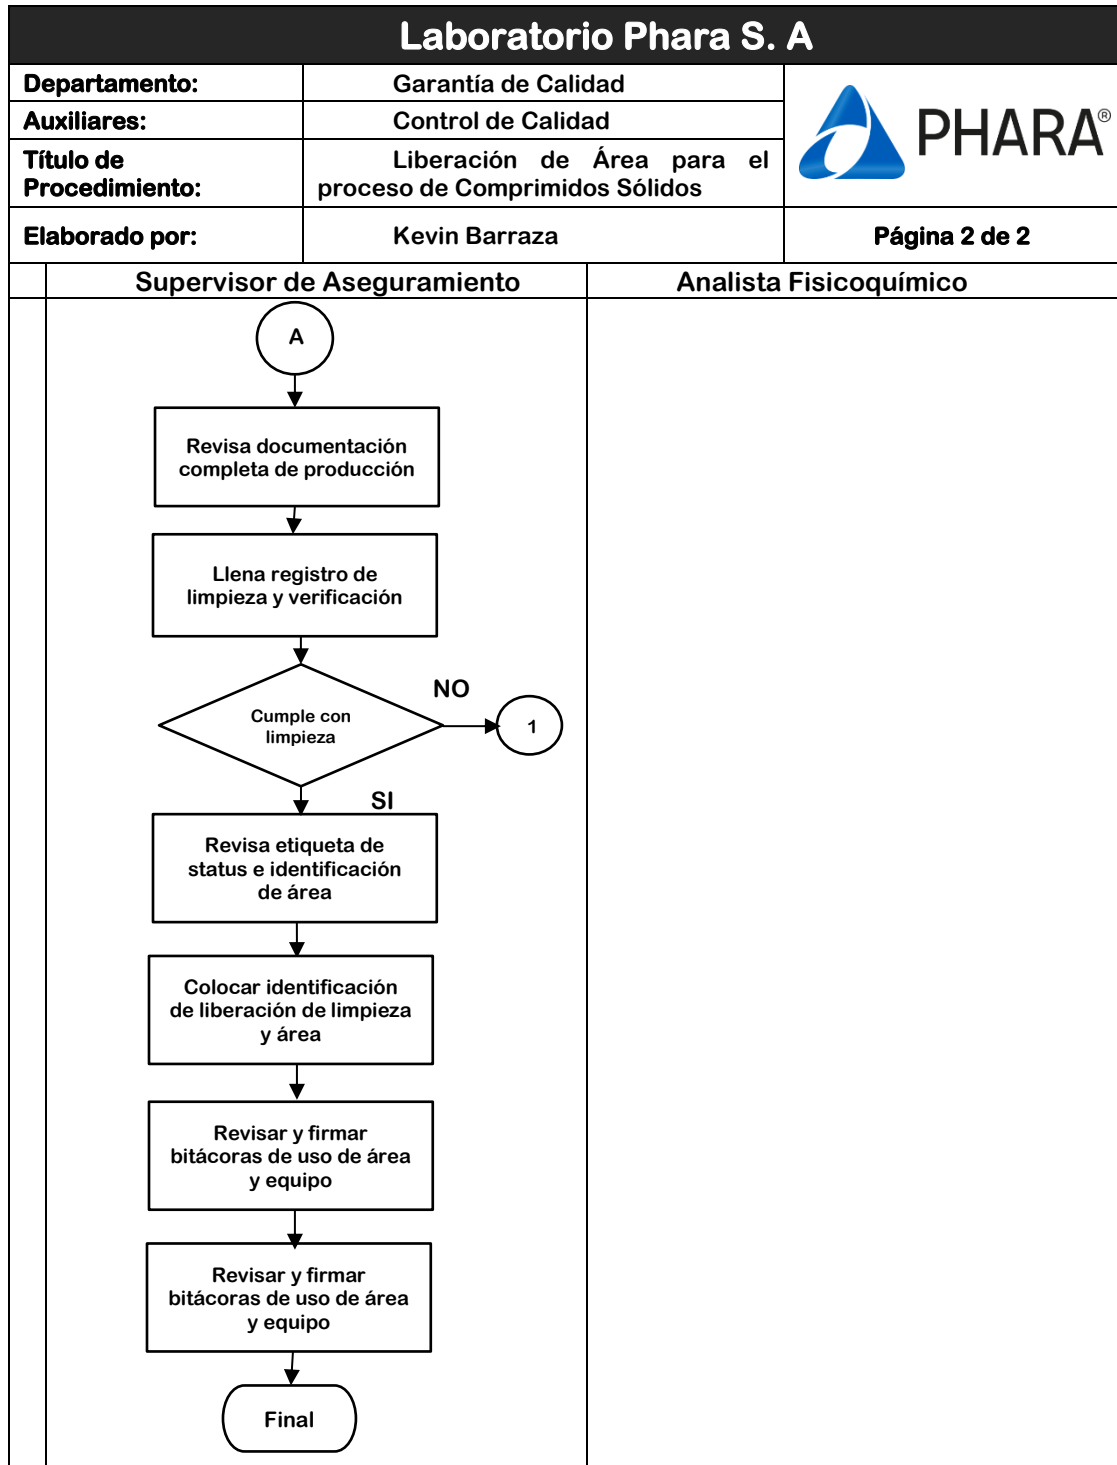 Laboratorio Phara S. A
Departamento:
Garantía de Calidad
Auxiliares:
Control de Calidad
Título de
Procedimiento:
Liberación de Área para el
proceso de Comprimidos Sólidos
PHARA®
Elaborado por:
Kevin Barraza
Página 2 de 2
Supervisor de Aseguramiento
Analista Fisicoquímico
A
Revisa documentación
completa de producción
Llena registro de
limpieza y verificación
Cumple con
limpieza
NO
1
SI
Revisa etiqueta de
status e identificación
de área
Colocar identificación
de liberación de limpieza
y área
Revisar y firmar
bitácoras de uso de área
y equipo
Revisar y firmar
bitácoras de uso de área
y equipo
Final